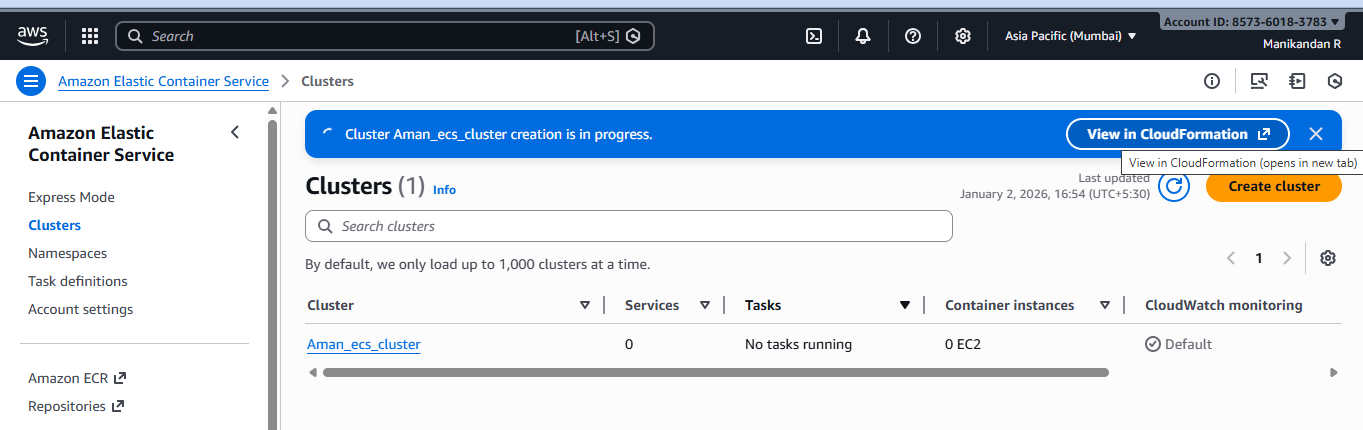 aws
Search [Alt+S]
Asia Pacific (Mumbai) ▼
Account ID: 8573-6018-3783 ▼
Manikandan R
Amazon Elastic Container Service > Clusters
Amazon Elastic
Container Service
Express Mode
Clusters
Namespaces
Task definitions
Account settings
Amazon ECR
Repositories
Cluster Aman_ecs_cluster creation is in progress.
View in CloudFormation
View in CloudFormation (opens in new tab)
Clusters (1) Info
Last updated
January 2, 2026, 16:54 (UTC+5:30)
Create cluster
Search clusters
By default, we only load up to 1,000 clusters at a time.
1
Cluster Services Tasks Container instances CloudWatch monitoring
Aman_ecs_cluster 0 No tasks running 0 EC2 Default